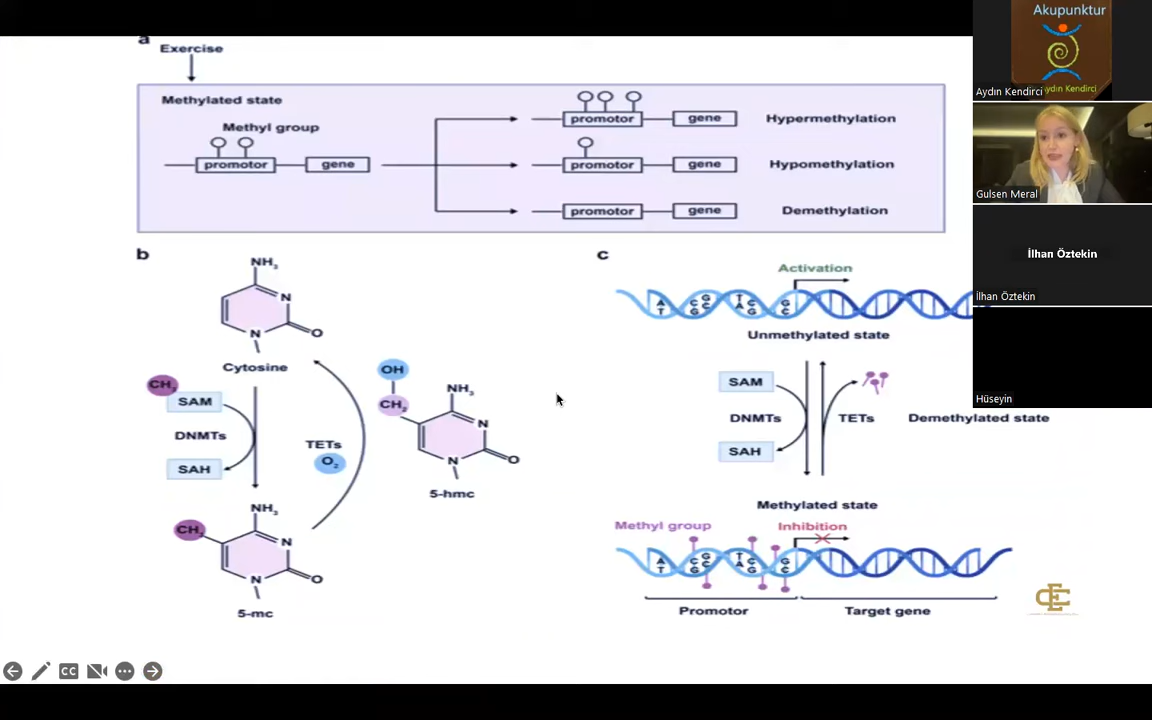 a
Exercise
Methylated state
Methyl group
promotor
gene
promotor
gene
Hypermethylation
promotor
gene
Hypomethylation
promotor
gene
Demethylation
b
NH₂
N
N
O
Cytosine
CH₃
SAM
DNMTs
SAH
TETs
O₂
OH
CH₂
NH₂
N
N
O
5-hmc
CH₃
NH₂
N
N
O
5-mc
c
Activation
A
T
C
G
G
C
T
A
C
G
G
C
Unmethylated state
SAM
DNMTs
SAH
TETs
Demethylated state
Methylated state
Methyl group
Inhibition
A
T
C
G
G
C
T
A
C
G
G
C
Promotor
Target gene
CC
Akupunktur
Aydın Kendirci
Aydın Kendirci
Gulsen Meral
İlhan Öztekin
İlhan Öztekin
Hüseyin